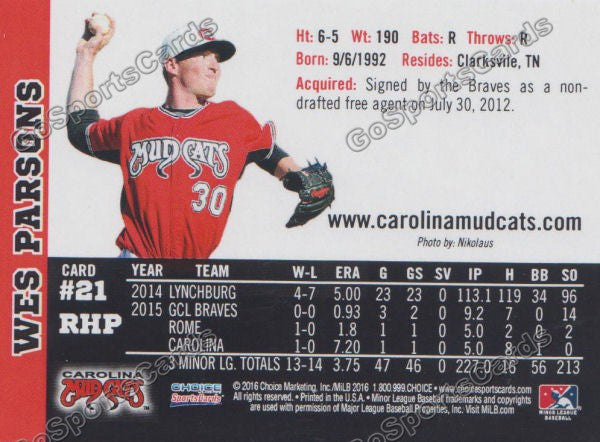 WES PARSONS
Ht: 6-5 Wt: 190 Bats: R Throws: R
Born: 9/6/1992 Resides: Clarksvile, TN
Acquired: Signed by the Braves as a non-
drafted free agent on July 30, 2012.
MUDCATS
30
www.carolinamudcats.com
Photo by: Nikolaus
CARD
#21
RHP
YEAR TEAM W-L ERA G GS SV IP H BB SO
2014 LYNCHBURG 4-7 5.00 23 23 0 113.1 119 34 96
2015 GCL BRAVES 0-0 0.93 3 2 0 9.2 7 0 14
ROME 1-0 1.8 1 1 0 5.0 2 0 2
CAROLINA 1-0 7.20 1 1 0 5.0 8 0
3 MINOR LG. TOTALS 13-14 3.75 47 46 0 56 213
CAROLINA
MUDCATS
CHOICE
SportsCards
©2016 Choice Marketing, Inc./MiLB 2016 1.800.999.CHOICE • www.choicesportscards.com
All rights reserved. • Printed in the U.S.A. • Major League and Minor League trademarks
are used with permission of Major League Baseball Properties, Inc. Visit MiLB.com.
MINOR LEAGUE
BASEBALL
GoSportsCards
GoSportsCards
GoSportsCards
GoSportsCards
GoSportsCards
GoSportsCards